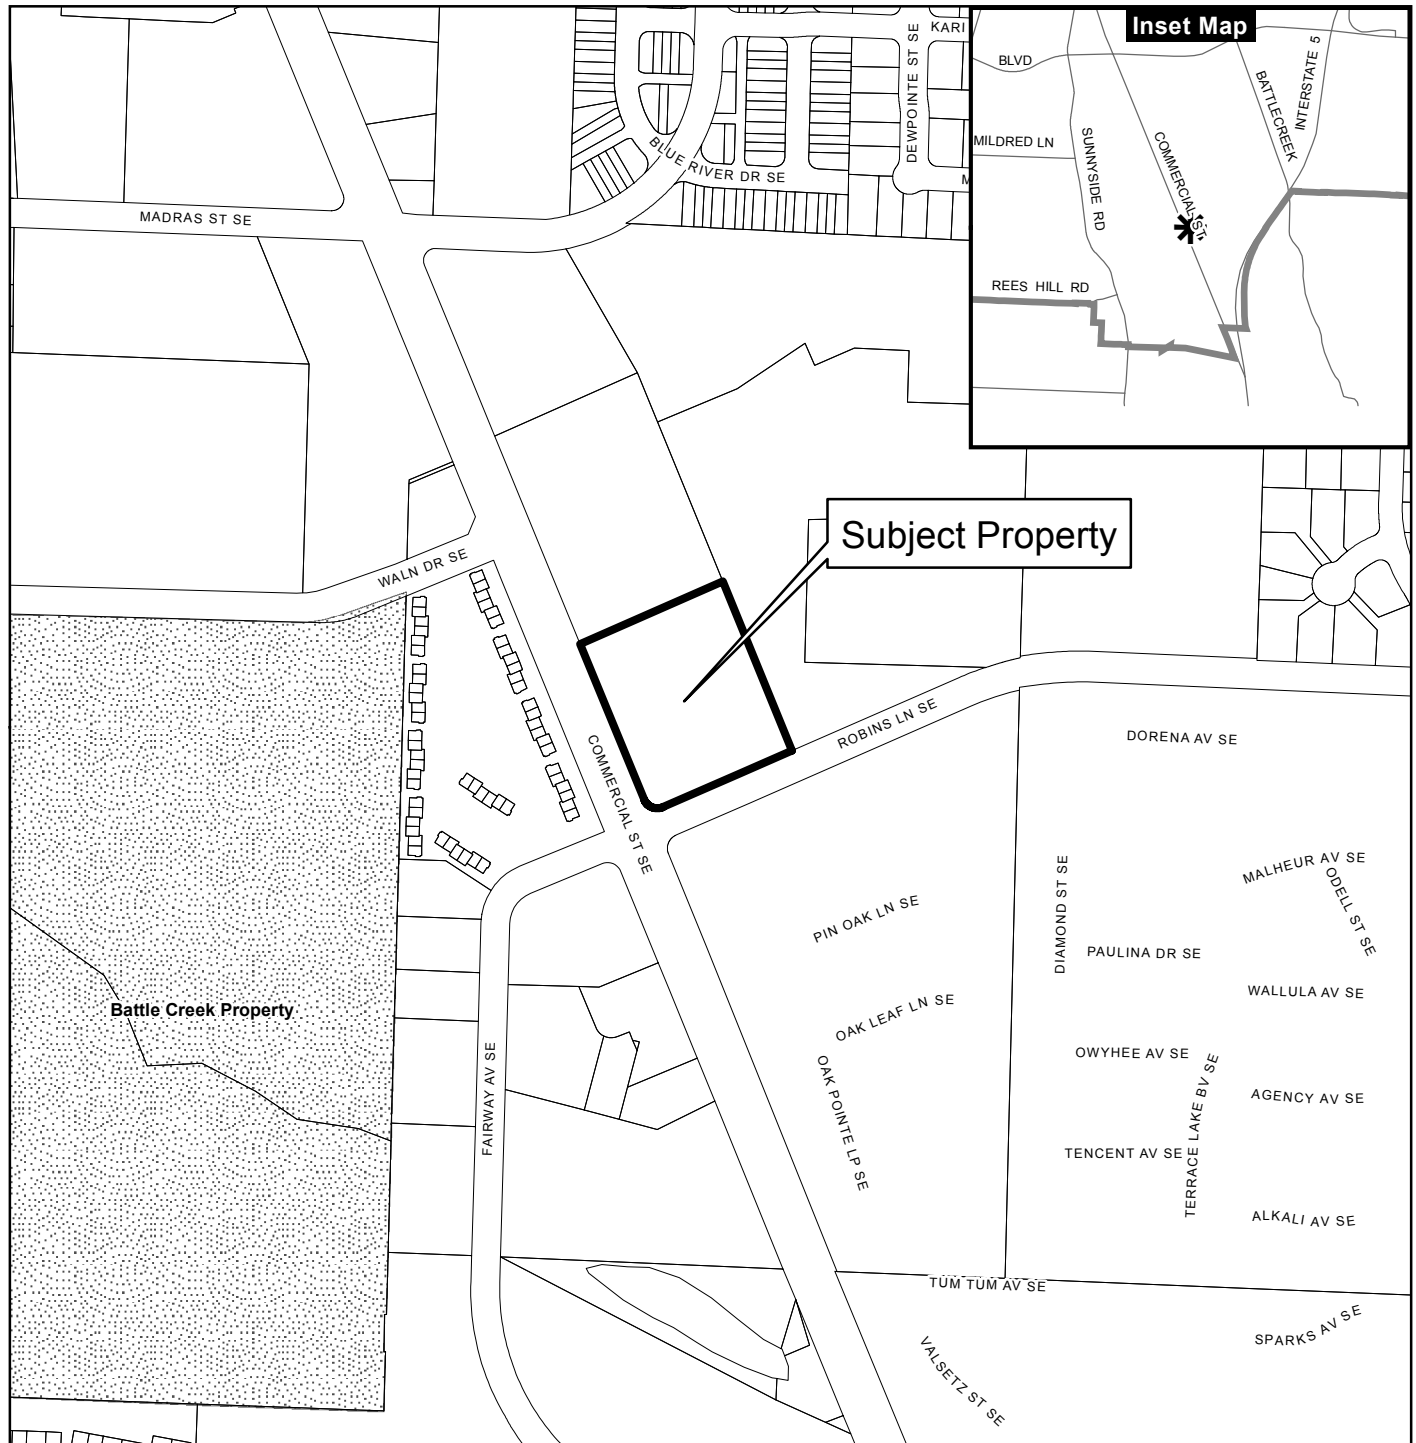 Inset Map
KARI
DEWPOINTE ST SE
BLVD
BATTLECREEK
INTERSTATE 5
BLUE RIVER DR SE
M
MILDRED LN
SUNNYSIDE RD
COMMERCIAL ST
MADRAS ST SE
REES HILL RD
Subject Property
WALN DR SE
ROBINS LN SE
DORENA AV SE
COMMERCIAL ST SE
MALHEUR AV SE
ODELL ST SE
DIAMOND ST SE
PIN OAK LN SE
PAULINA DR SE
WALLULA AV SE
Battle Creek Property
OAK LEAF LN SE
OWYHEE AV SE
FAIRWAY AV SE
OAK POINTE LP SE
TERRACE LAKE BV SE
AGENCY AV SE
TENCENT AV SE
ALKALI AV SE
TUM TUM AV SE
VALSETZ ST SE
SPARKS AV SE